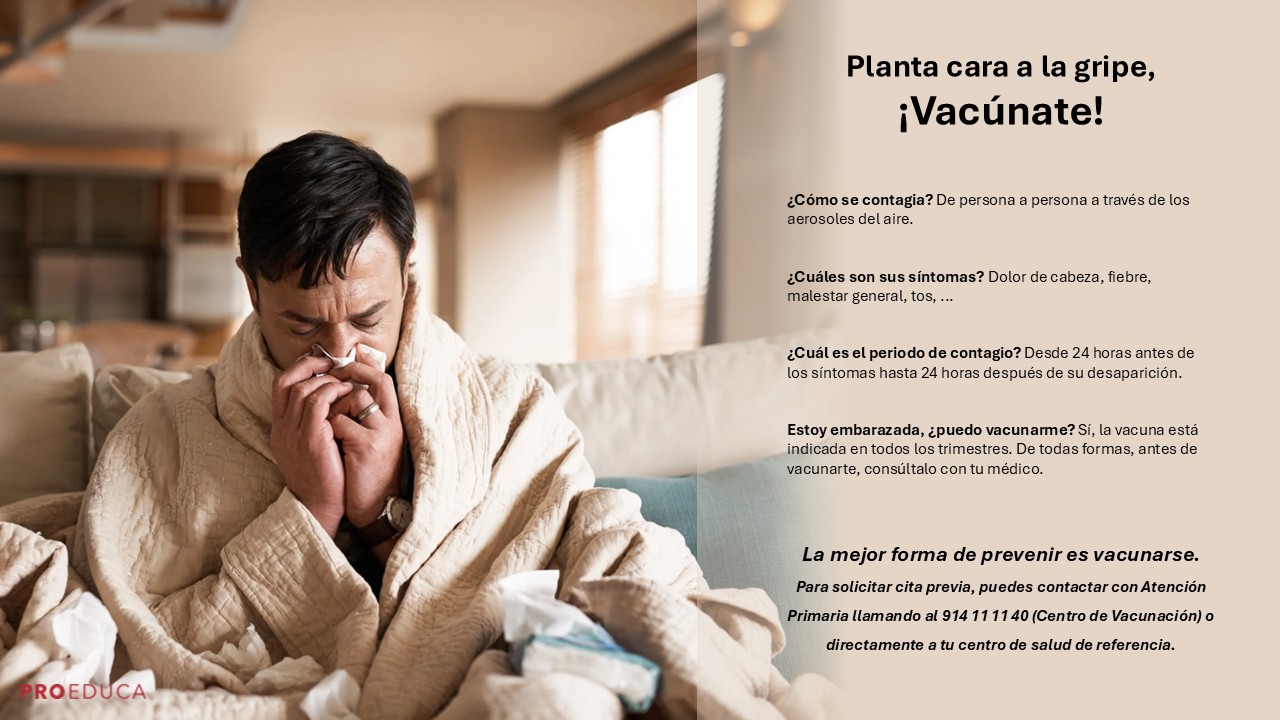 Planta cara a la gripe,
¡Vacúnate!
¿Cómo se contagia? De persona a persona a través de los
aerosoles del aire.
¿Cuáles son sus síntomas? Dolor de cabeza, fiebre,
malestar general, tos, ...
¿Cuál es el periodo de contagio? Desde 24 horas antes de
los síntomas hasta 24 horas después de su desaparición.
Estoy embarazada, ¿puedo vacunarme? Sí, la vacuna está
indicada en todos los trimestres. De todas formas, antes de
vacunarte, consúltalo con tu médico.
La mejor forma de prevenir es vacunarse.
Para solicitar cita previa, puedes contactar con Atención
Primaria llamando al 914 11 11 40 (Centro de Vacunación) o
directamente a tu centro de salud de referencia.
PROEDUCA